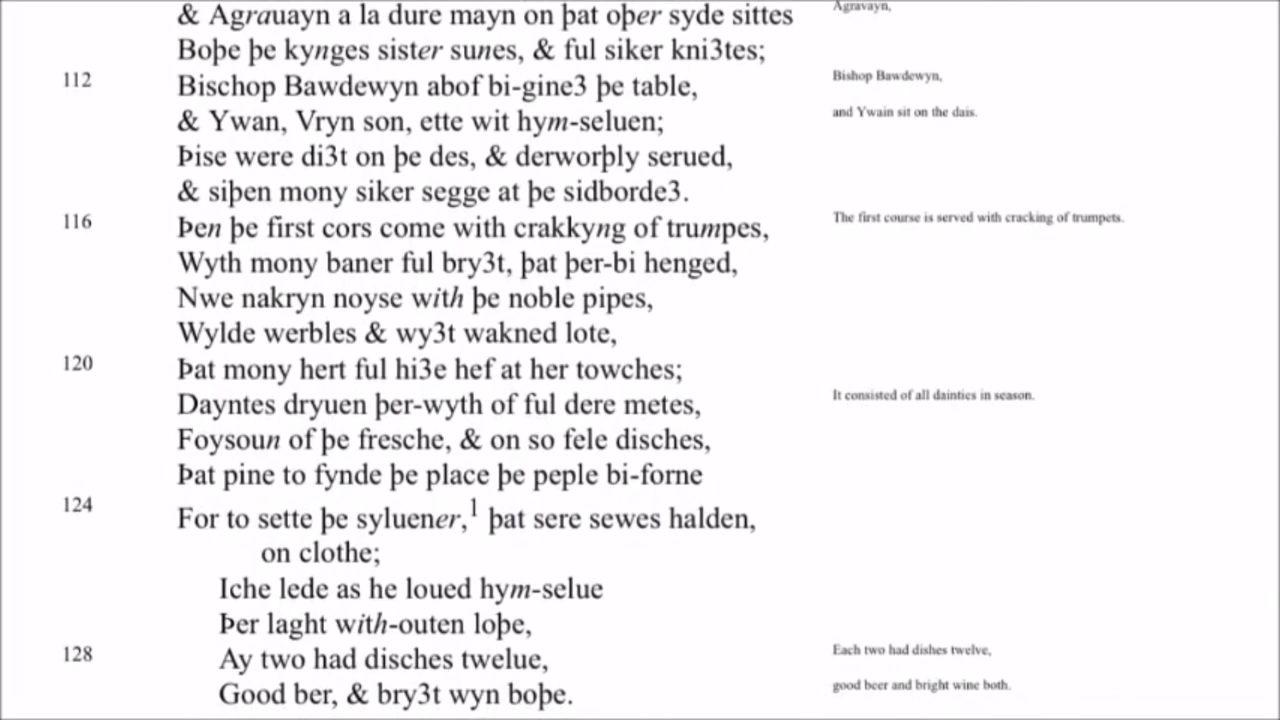 & Agrauayn a la dure mayn on þat oþer syde sittes
Agravayn,
Boþe þe kynges sister sunes, & ful siker kni3tes;
112 Bischop Bawdewyn abof bi-gine3 þe table,
Bishop Bawdewyn,
& Ywan, Vryn son, ette wit hym-seluen;
and Ywain sit on the dais.
Þise were di3t on þe des, & derworþly serued,
& siþen mony siker segge at þe sidborde3.
116 Þen þe first cors come with crakkyng of trumpes,
The first course is served with cracking of trumpets.
Wyth mony baner ful bry3t, þat þer-bi henged,
Nwe nakryn noyse with þe noble pipes,
Wylde werbles & wy3t wakned lote,
120 Þat mony hert ful hi3e hef at her towches;
Dayntes dryuen þer-wyth of ful dere metes,
It consisted of all dainties in season.
Foysoun of þe fresche, & on so fele disches,
Þat pine to fynde þe place þe peple bi-forne
124 For to sette þe syluener,1 þat sere sewes halden,
on clothe;
Iche lede as he loued hym-selue
Þer laght with-outen loþe,
128 Ay two had disches twelue,
Each two had dishes twelve,
Good ber, & bry3t wyn boþe.
good beer and bright wine both.